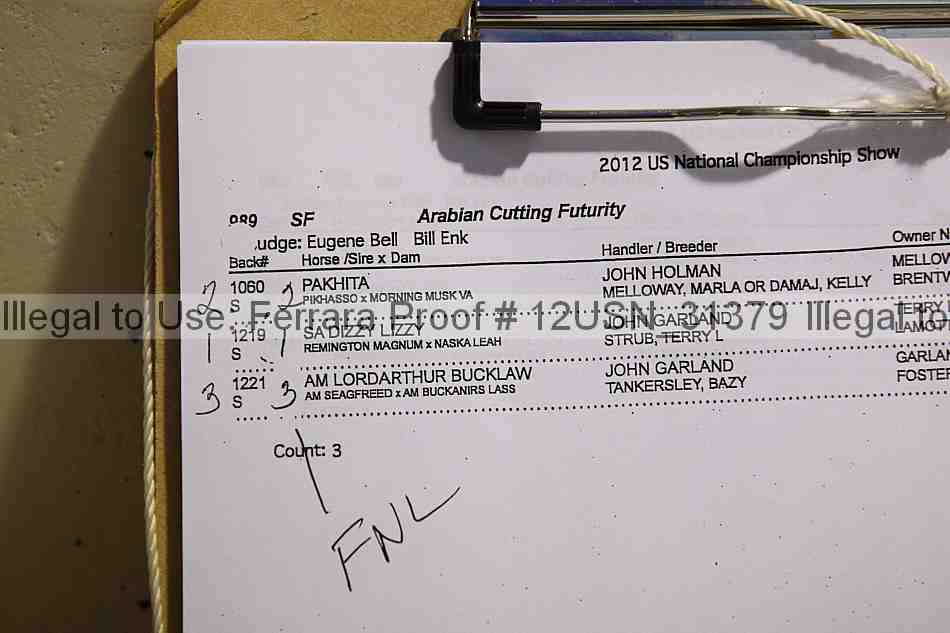 2012 US National Championship Show
989 SF Arabian Cutting Futurity
udge: Eugene Bell Bill Enk
Back# Horse /Sire x Dam Handler / Breeder Owner N
2 1060 2 PAKHITA JOHN HOLMAN MELLOW
S PIKHASSO x MORNING MUSK VA MELLOWAY, MARLA OR DAMAJ, KELLY BRENTW
Illegal to Use. Ferrara Proof # 12USN_31379 Illegal to
1 1219 1 SA DIZZY LIZZY JOHN GARLAND TERRY
S REMINGTON MAGNUM x NASKA LEAH STRUB, TERRY L LAMOT
3 1221 3 AM LORDARTHUR BUCKLAW JOHN GARLAND GARLAN
S AM SEAGFREED x AM BUCKANIRS LASS TANKERSLEY, BAZY FOSTER
Count: 3
FNL